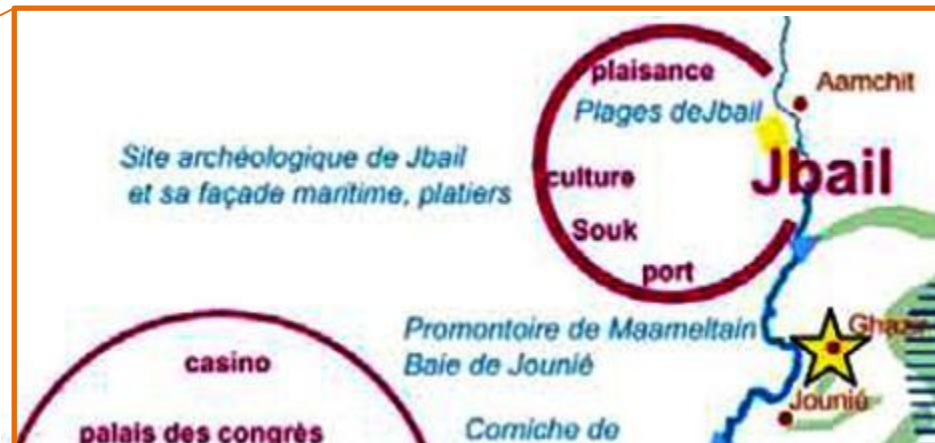 plaisance
Aamchit
Plages deJbail
Site archéologique de Jbail
et sa façade maritime, platiers
culture
Jbail
Souk
port
Promontoire de Maameltain
Ghazir
Baie de Jounié
casino
Jounié
palais des congrès
Corniche de